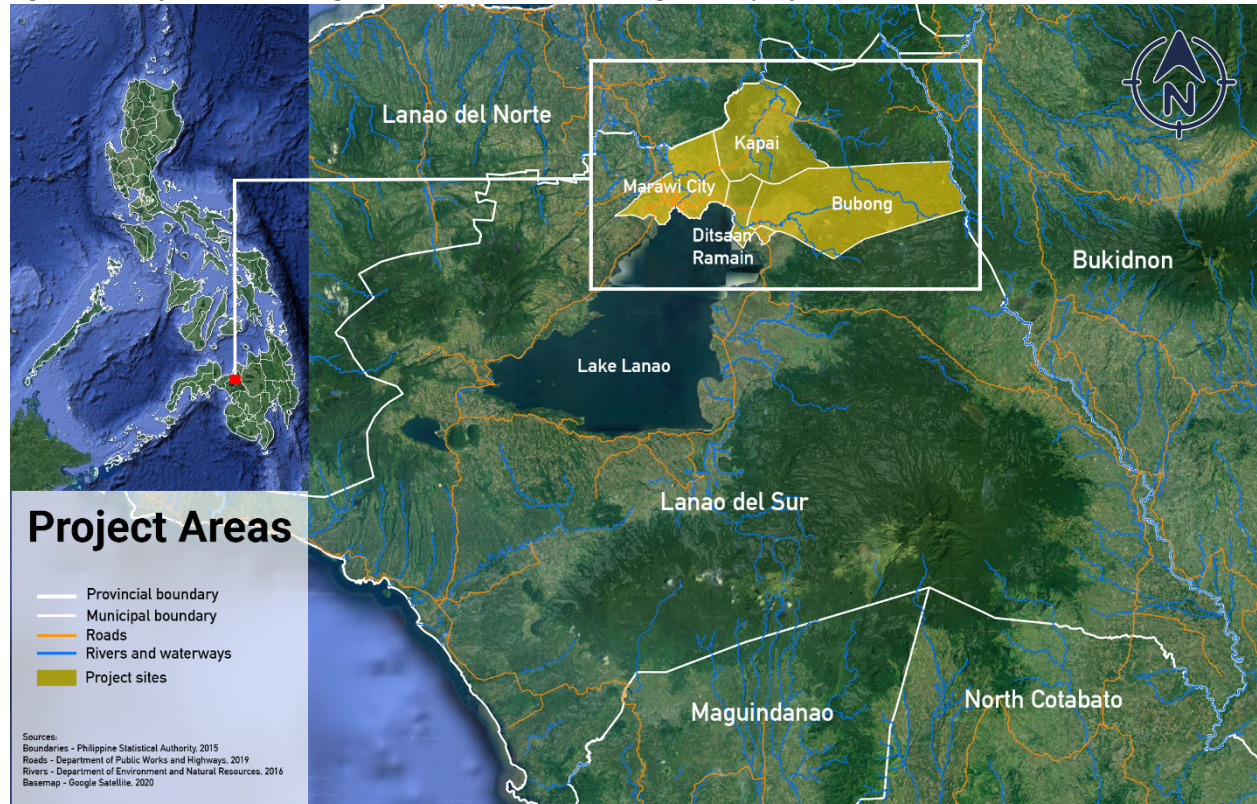 Lanao del Norte
N
Kapai
Marawi City
Bubong
Ditsaan
Ramain
Bukidnon
Lake Lanao
Lanao del Sur
Project Areas
Provincial boundary
Municipal boundary
Roads
Rivers and waterways
Project sites
Maguindanao
North Cotabato
Sources:
Boundaries - Philippine Statistical Authority, 2015
Roads - Department of Public Works and Highways, 2019
Rivers - Department of Environment and Natural Resources, 2016
Basemap - Google Satellite, 2020